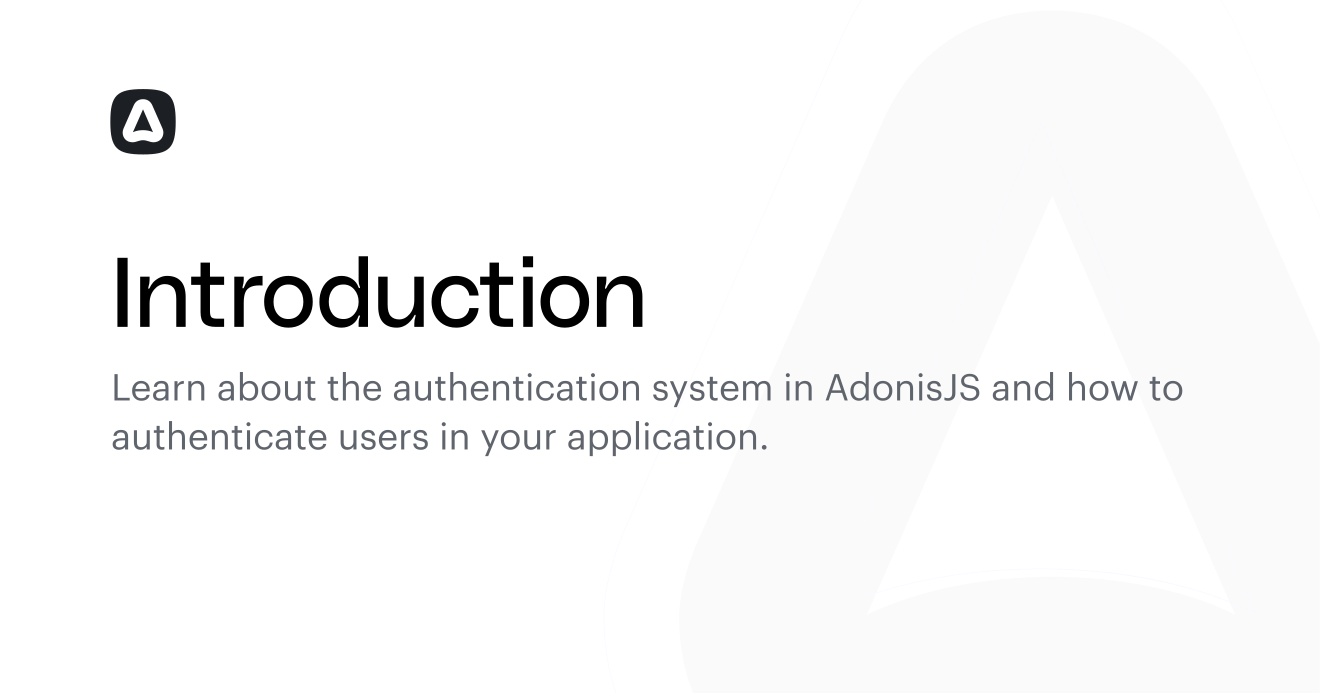 Introduction
Learn about the authentication system in AdonisJS and how to
authenticate users in your application.